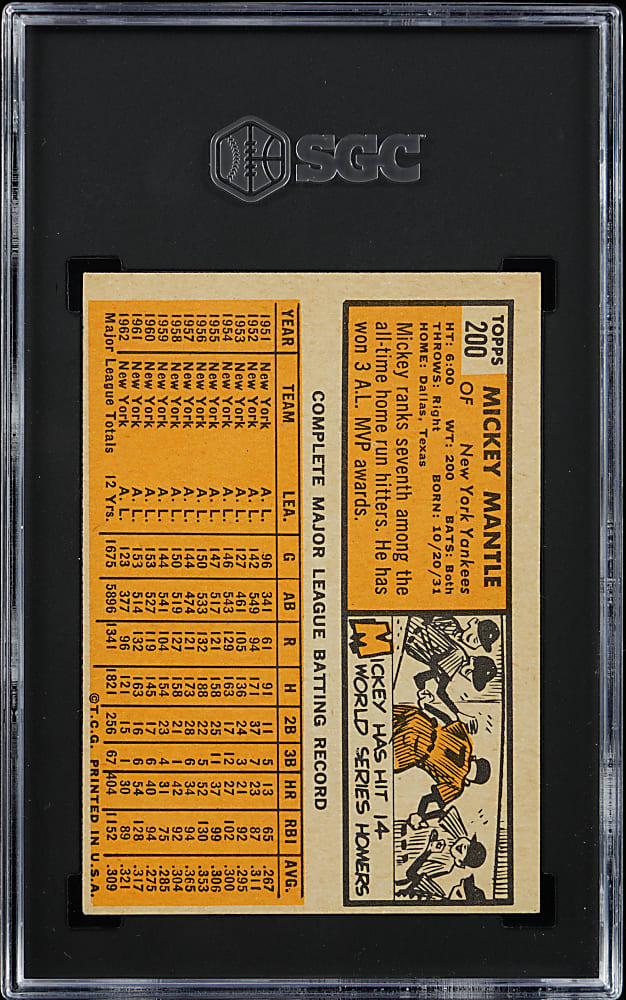 SGC
TOPPS
200
MICKEY MANTLE
OF New York Yankees
HT: 6:00 WT: 200 BATS: Both
THROWS: Right BORN: 10/20/31
HOME: Dallas, Texas
Mickey ranks seventh among the
all-time home run hitters. He has
won 3 A.L. MVP awards.
7
MICKEY HAS HIT 14
WORLD SERIES HOMERS
COMPLETE MAJOR LEAGUE BATTING RECORD
YEAR TEAM LEA. G AB R H 2B 3B HR RBI AVG.
1951 New York A. L. 96 341 61 91 11 5 13 65 .267
1952 New York A. L. 142 549 94 171 37 7 23 87 .311
1953 New York A. L. 127 461 105 136 24 3 21 92 .295
1954 New York A. L. 146 543 129 163 17 12 27 102 .300
1955 New York A. L. 147 517 121 158 25 11 37 99 .306
1956 New York A. L. 150 533 132 188 22 5 52 130 .353
1957 New York A. L. 144 474 121 173 28 6 34 94 .365
1958 New York A. L. 150 519 127 158 21 1 42 97 .304
1959 New York A. L. 144 541 104 154 23 4 31 75 .285
1960 New York A. L. 153 527 119 145 17 6 40 94 .275
1961 New York A. L. 153 514 132 163 16 6 54 128 .317
1962 New York A. L. 123 377 96 121 15 1 30 89 .321
Major League Totals 12 Yrs. 1675 5896 1341 1821 256 67 404 1152 .309
©T.C.G. PRINTED IN U.S.A.